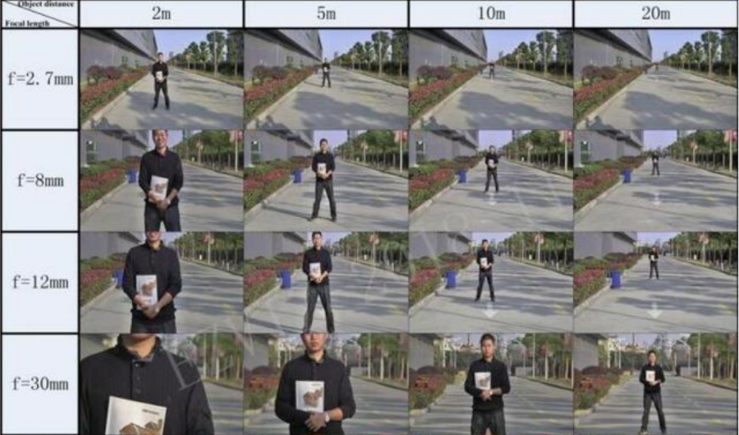 Object distance
Focal length
2m
5m
10m
20m
f=2.7mm
f=8mm
f=12mm
f=30mm